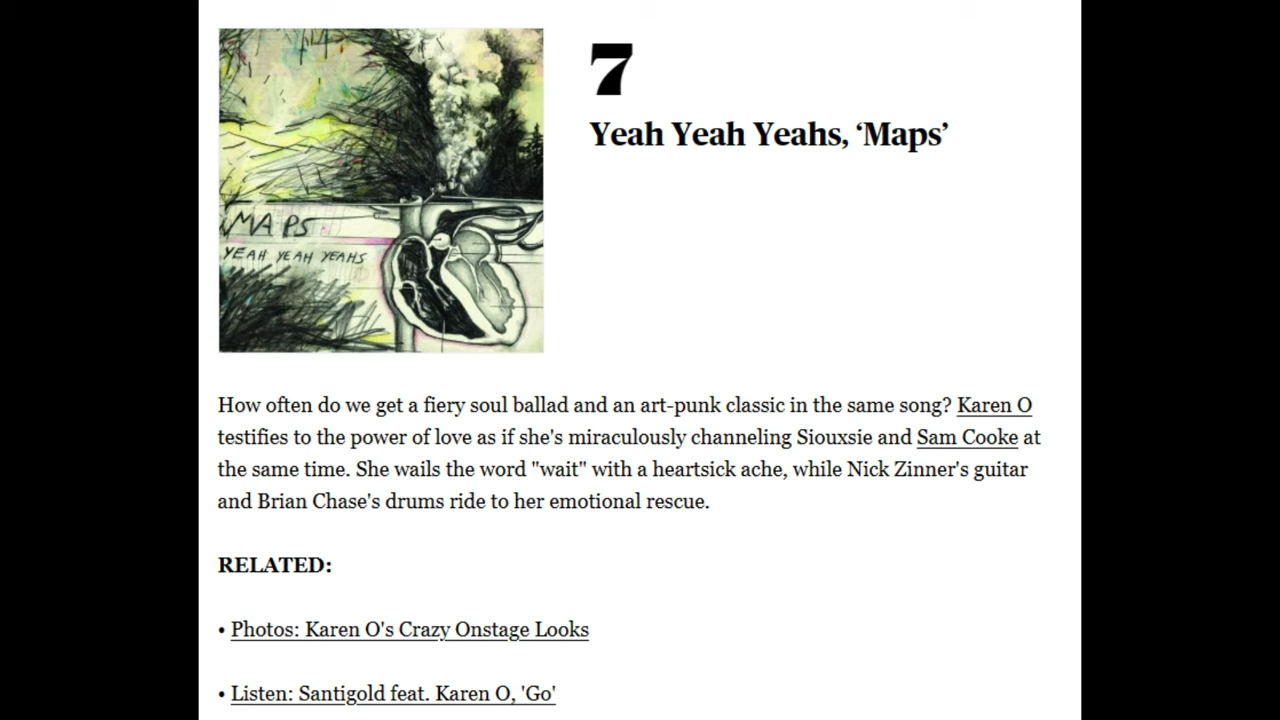 7
Yeah Yeah Yeahs, ‘Maps’
MAPS
YEAH YEAH YEAHS
How often do we get a fiery soul ballad and an art-punk classic in the same song? Karen O
testifies to the power of love as if she's miraculously channeling Siouxsie and Sam Cooke at
the same time. She wails the word "wait" with a heartsick ache, while Nick Zinner's guitar
and Brian Chase's drums ride to her emotional rescue.
RELATED:
• Photos: Karen O's Crazy Onstage Looks
• Listen: Santigold feat. Karen O, 'Go'